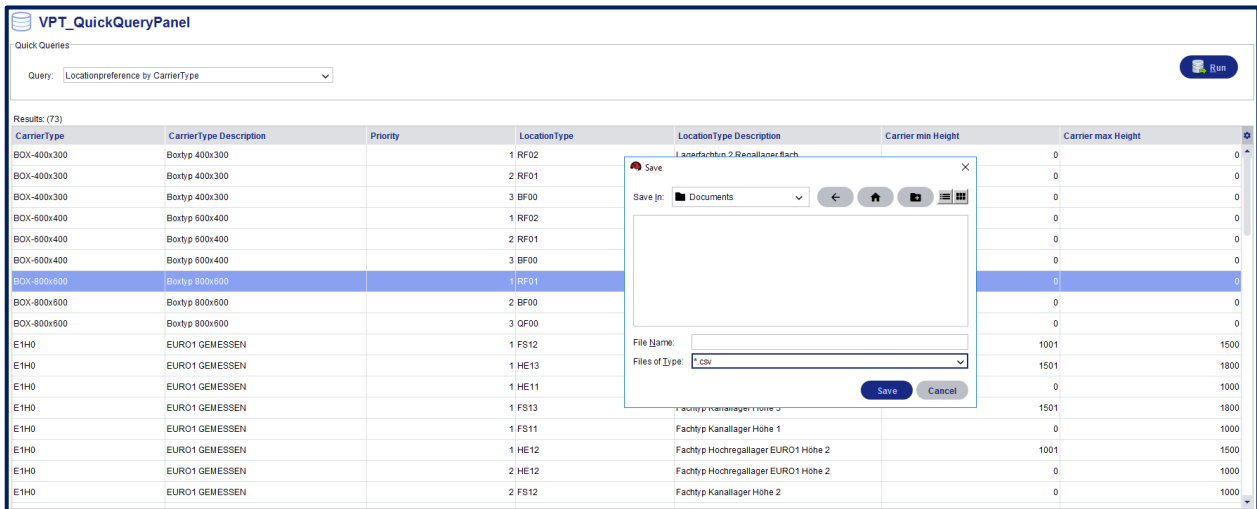 VPT_QuickQueryPanel
Quick Queries
Query: Locationpreference by CarrierType
Run
Results: (73)
CarrierType CarrierType Description Priority LocationType LocationType Description Carrier min Height Carrier max Height
BOX-400x300 Boxtyp 400x300 1 RF02 Lagerfachtyp 2 Regallager flach 0 0
BOX-400x300 Boxtyp 400x300 2 RF01 0 0
BOX-400x300 Boxtyp 400x300 3 BF00 0 0
BOX-600x400 Boxtyp 600x400 1 RF02 0 0
BOX-600x400 Boxtyp 600x400 2 RF01 0 0
BOX-600x400 Boxtyp 600x400 3 BF00 0 0
BOX-800x600 Boxtyp 800x600 1 RF01 0 0
BOX-800x600 Boxtyp 800x600 2 BF00 0 0
BOX-800x600 Boxtyp 800x600 3 QF00 0 0
E1H0 EURO1 GEMESSEN 1 FS12 1001 1500
E1H0 EURO1 GEMESSEN 1 HE13 1501 1800
E1H0 EURO1 GEMESSEN 1 HE11 0 1000
E1H0 EURO1 GEMESSEN 1 FS13 Fachtyp Kanallager Höhe 3 1501 1800
E1H0 EURO1 GEMESSEN 1 FS11 Fachtyp Kanallager Höhe 1 0 1000
E1H0 EURO1 GEMESSEN 1 HE12 Fachtyp Hochregallager EURO1 Höhe 2 1001 1500
E1H0 EURO1 GEMESSEN 2 HE12 Fachtyp Hochregallager EURO1 Höhe 2 0 1000
E1H0 EURO1 GEMESSEN 2 FS12 Fachtyp Kanallager Höhe 2 0 1000
Save
Save In: Documents
File Name:
Files of Type: *.csv
Save Cancel